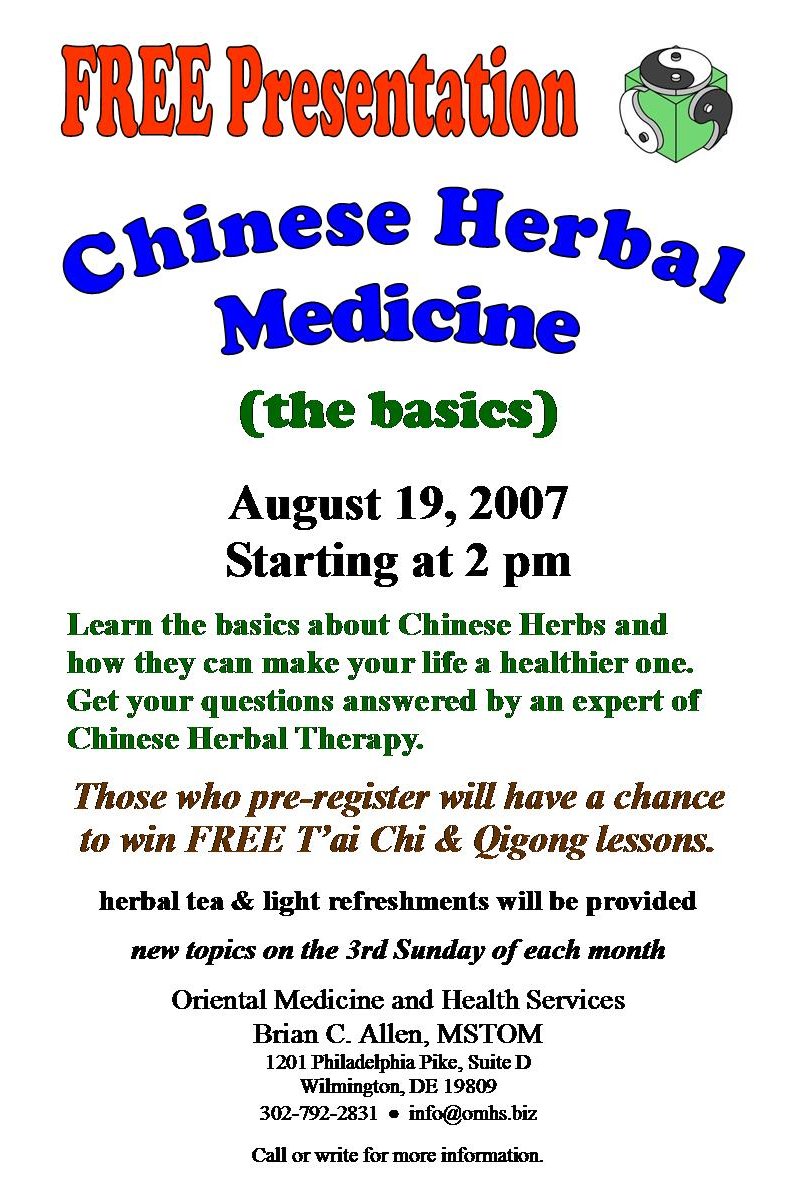 FREE Presentation
Chinese Herbal
Medicine
(the basics)
August 19, 2007
Starting at 2 pm
Learn the basics about Chinese Herbs and
how they can make your life a healthier one.
Get your questions answered by an expert of
Chinese Herbal Therapy.
Those who pre-register will have a chance
to win FREE T’ai Chi & Qigong lessons.
herbal tea & light refreshments will be provided
new topics on the 3rd Sunday of each month
Oriental Medicine and Health Services
Brian C. Allen, MSTOM
1201 Philadelphia Pike, Suite D
Wilmington, DE 19809
302-792-2831 ● info@omhs.biz
Call or write for more information.